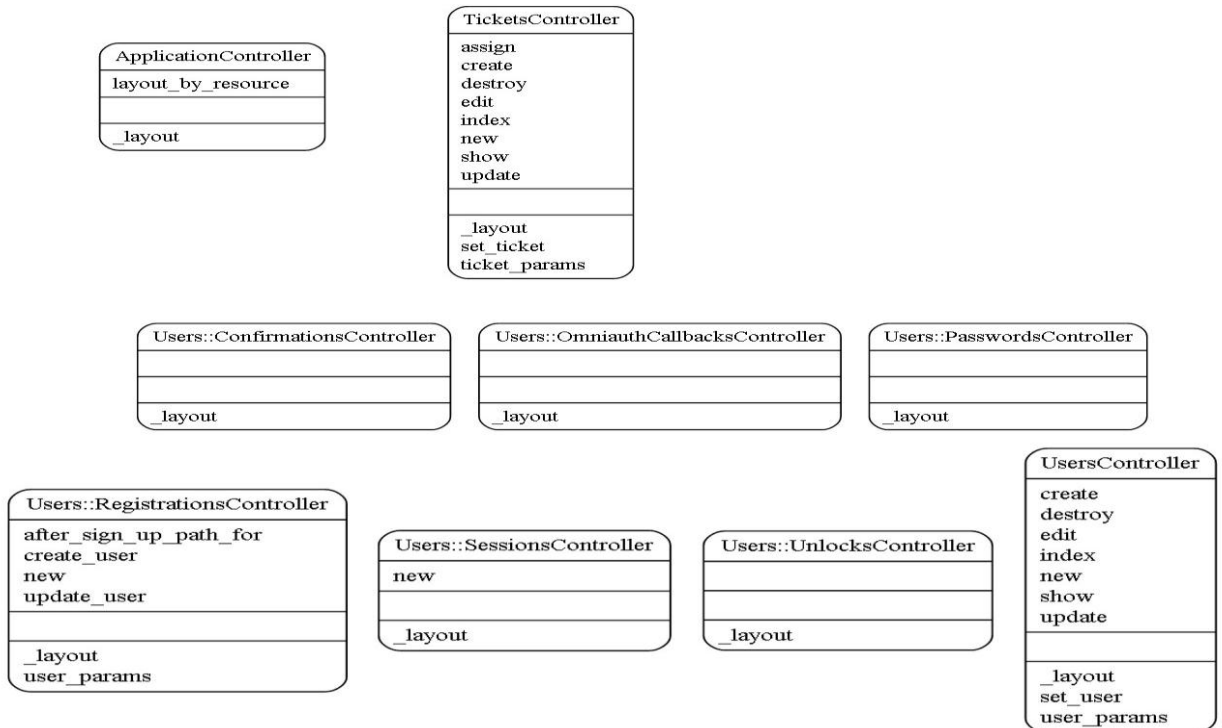 ApplicationController
layout_by_resource
_layout
TicketsController
assign
create
destroy
edit
index
new
show
update
_layout
set_ticket
ticket_params
Users::ConfirmationsController
_layout
Users::OmniauthCallbacksController
_layout
Users::PasswordsController
_layout
Users::RegistrationsController
after_sign_up_path_for
create_user
new
update_user
_layout
user_params
Users::SessionsController
new
_layout
Users::UnlocksController
_layout
UsersController
create
destroy
edit
index
new
show
update
_layout
set_user
user_params